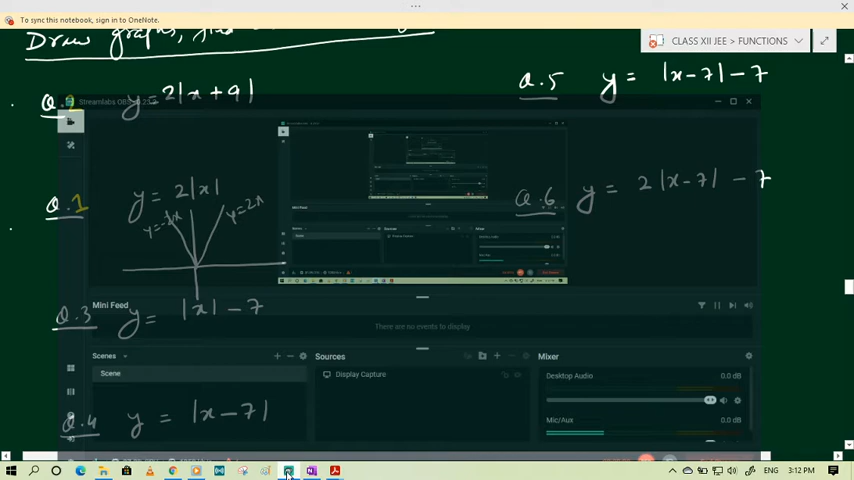 To sync this notebook, sign in to OneNote.
Draw graphs,
CLASS XII JEE > FUNCTIONS
Q.5 y = |x-7| - 7
Q.2 y = 2|x+9|
Streamlabs OBS
Q.1 y = 2|x|
y=2x
Q.6 y = 2|x-7| - 7
Q.3 y = |x| - 7
Mini Feed
There are no events to display
Scenes
Sources
Mixer
Scene
Display Capture
Desktop Audio
0.0 dB
Mic/Aux
0.0 dB
Q.4 y = |x-7|
ENG
3:12 PM